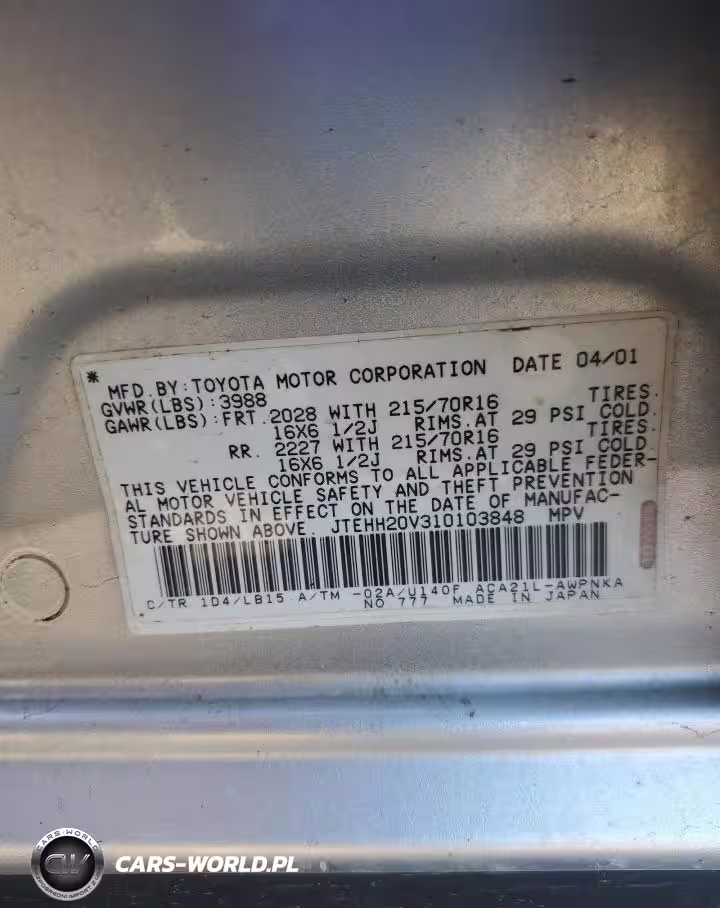 * MFD.BY:TOYOTA MOTOR CORPORATION DATE 04/01
GVWR(LBS):3988
GAWR(LBS):FRT.2028 WITH 215/70R16 TIRES.
16X6 1/2J RIMS.AT 29 PSI COLD.
RR. 2227 WITH 215/70R16 TIRES.
16X6 1/2J RIMS.AT 29 PSI COLD.
THIS VEHICLE CONFORMS TO ALL APPLICABLE FEDER-
AL MOTOR VEHICLE SAFETY AND THEFT PREVENTION
STANDARDS IN EFFECT ON THE DATE OF MANUFAC-
TURE SHOWN ABOVE. JTEHH20V310103848 MPV
C/TR 1D4/LB15 A/TM -02A/U140F ACA21L-AWPNKA
NO 777 MADE IN JAPAN
CARS-WORLD
CW
CARS-WORLD.PL